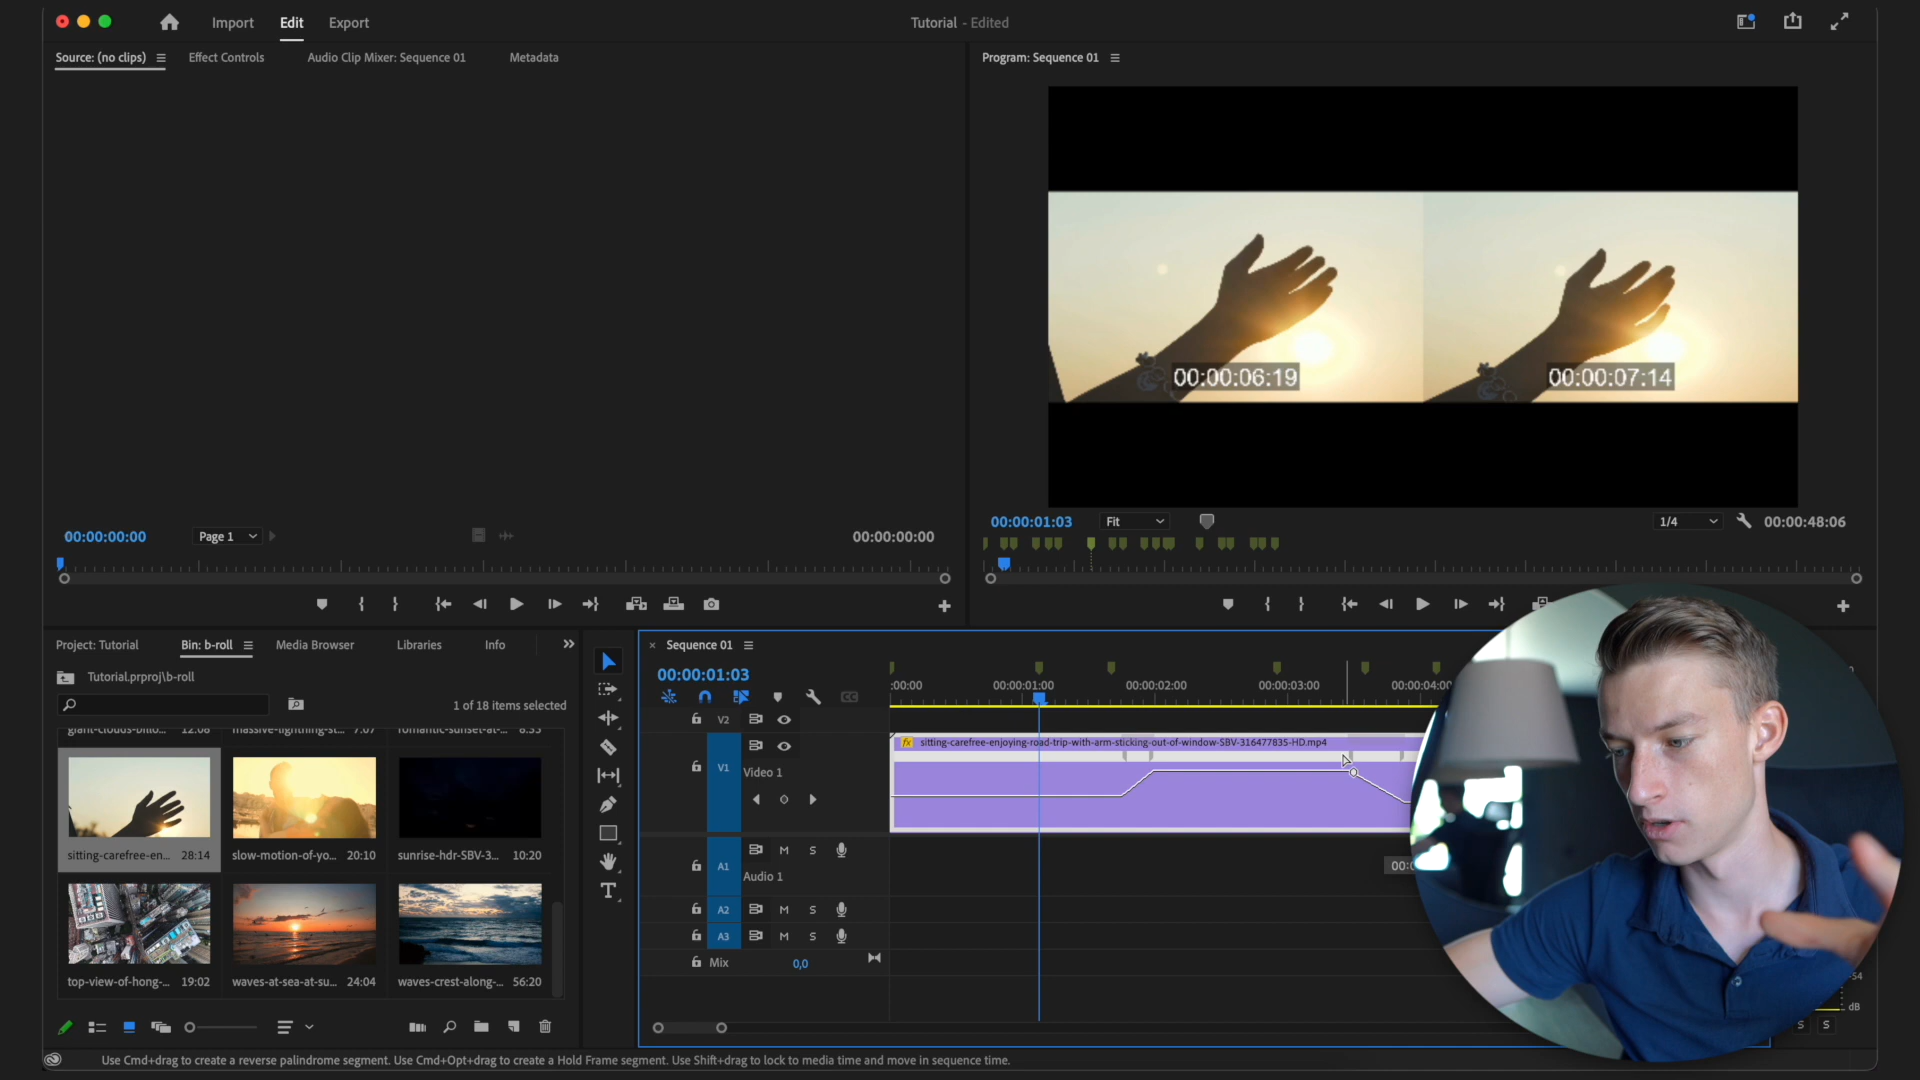 Import Edit Export Tutorial - Edited
Source: (no clips) Effect Controls Audio Clip Mixer: Sequence 01 Metadata
Program: Sequence 01
00:00:06:19 00:00:07:14
00:00:01:03 Fit 1/4 00:00:48:06
00:00:00:00 Page 1 00:00:00:00
Project: Tutorial Bin: b-roll Media Browser Libraries Info
Tutorial.prproj\b-roll
1 of 18 items selected
giant-clouds-billo... 12:08 massive-lightning-st... 7:07 romantic-sunset-at-... 8:35
sitting-carefree-en... 28:14 slow-motion-of-yo... 20:10 sunrise-hdr-SBV-3... 10:20
top-view-of-hong-... 19:02 waves-at-sea-at-su... 24:04 waves-crest-along-... 56:20
Sequence 01
00:00:01:03
:00:00 00:00:01:00 00:00:02:00 00:00:03:00 00:00:04:00
V2
fx sitting-carefree-enjoying-road-trip-with-arm-sticking-out-of-window-SBV-316477835-HD.mp4
V1 Video 1
A1 M S
Audio 1
00:0
A2 M S
A3 M S
Mix 0,0
-54
dB
S S
Use Cmd+drag to create a reverse palindrome segment. Use Cmd+Opt+drag to create a Hold Frame segment. Use Shift+drag to lock to media time and move in sequence time.